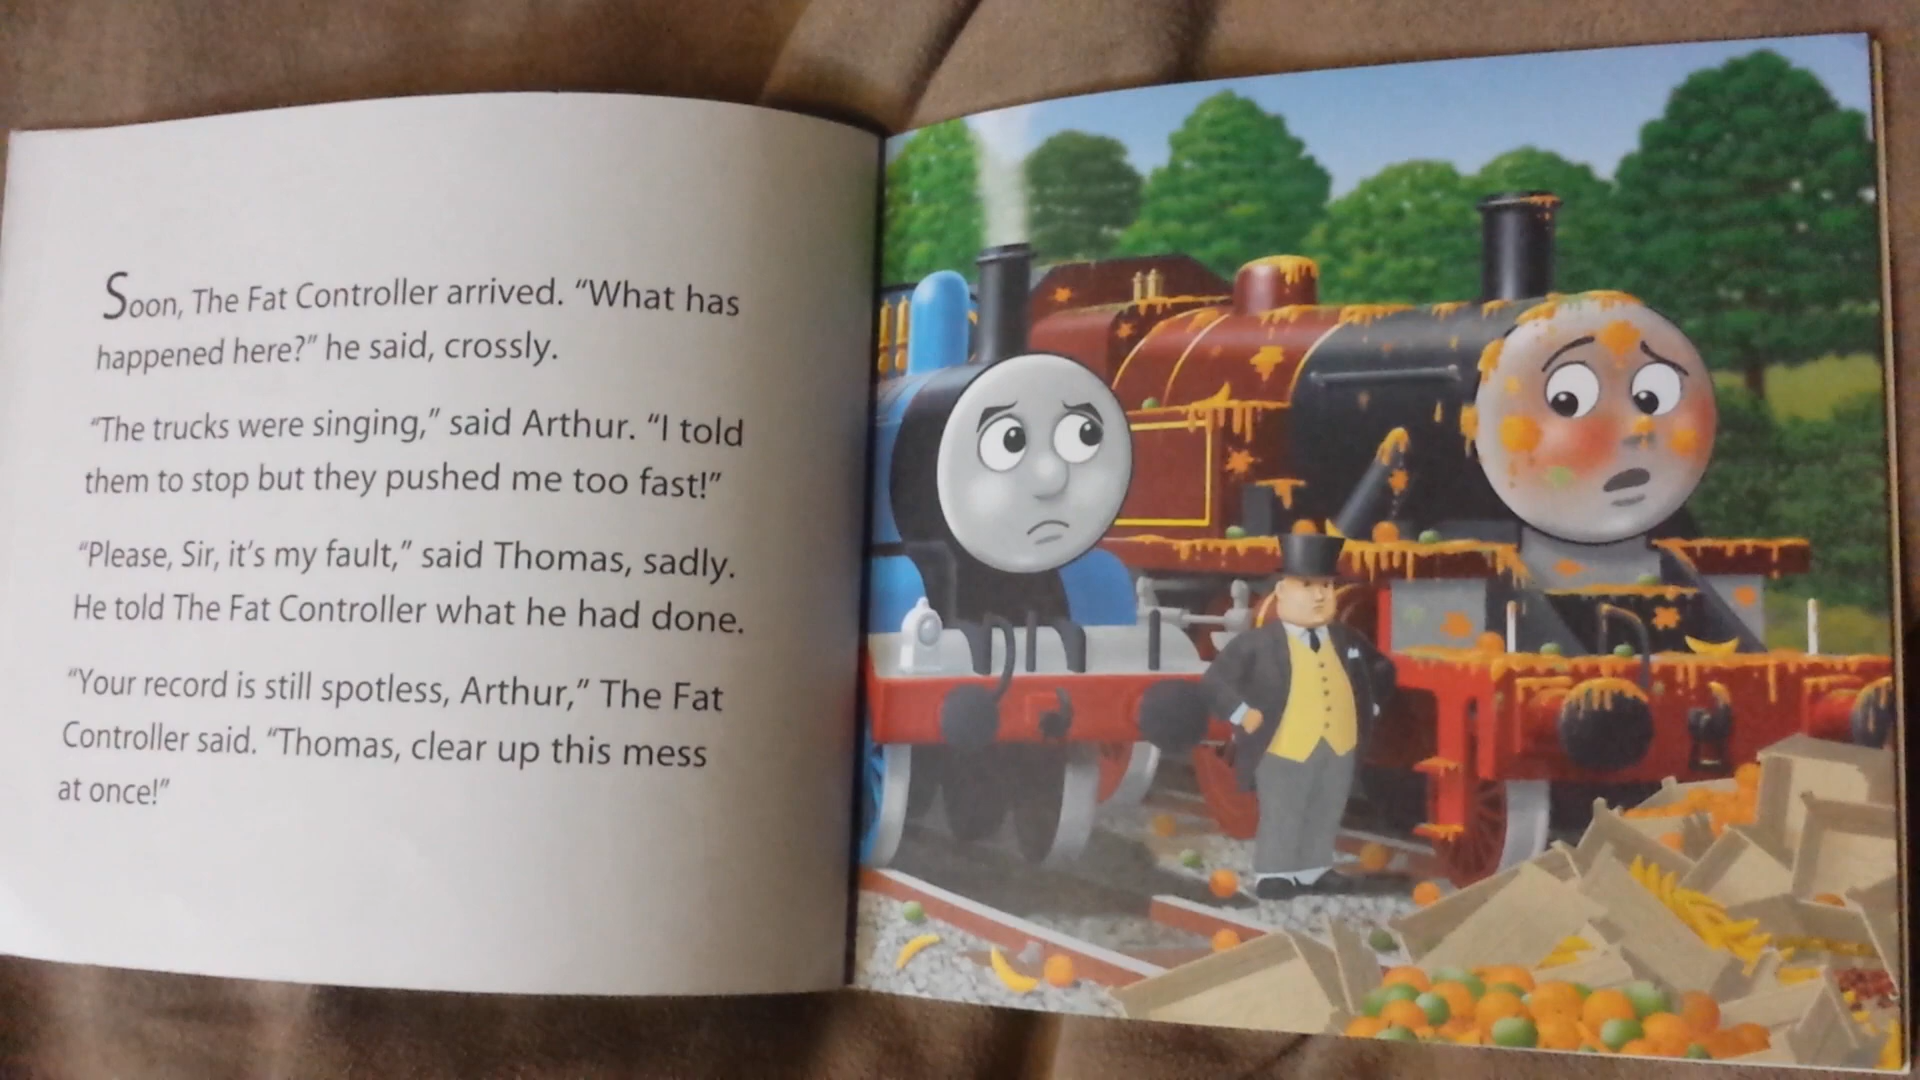 Soon, The Fat Controller arrived. “What has
happened here?” he said, crossly.
“The trucks were singing,” said Arthur. “I told
them to stop but they pushed me too fast!”
“Please, Sir, it’s my fault,” said Thomas, sadly.
He told The Fat Controller what he had done.
“Your record is still spotless, Arthur,” The Fat
Controller said. “Thomas, clear up this mess
at once!”